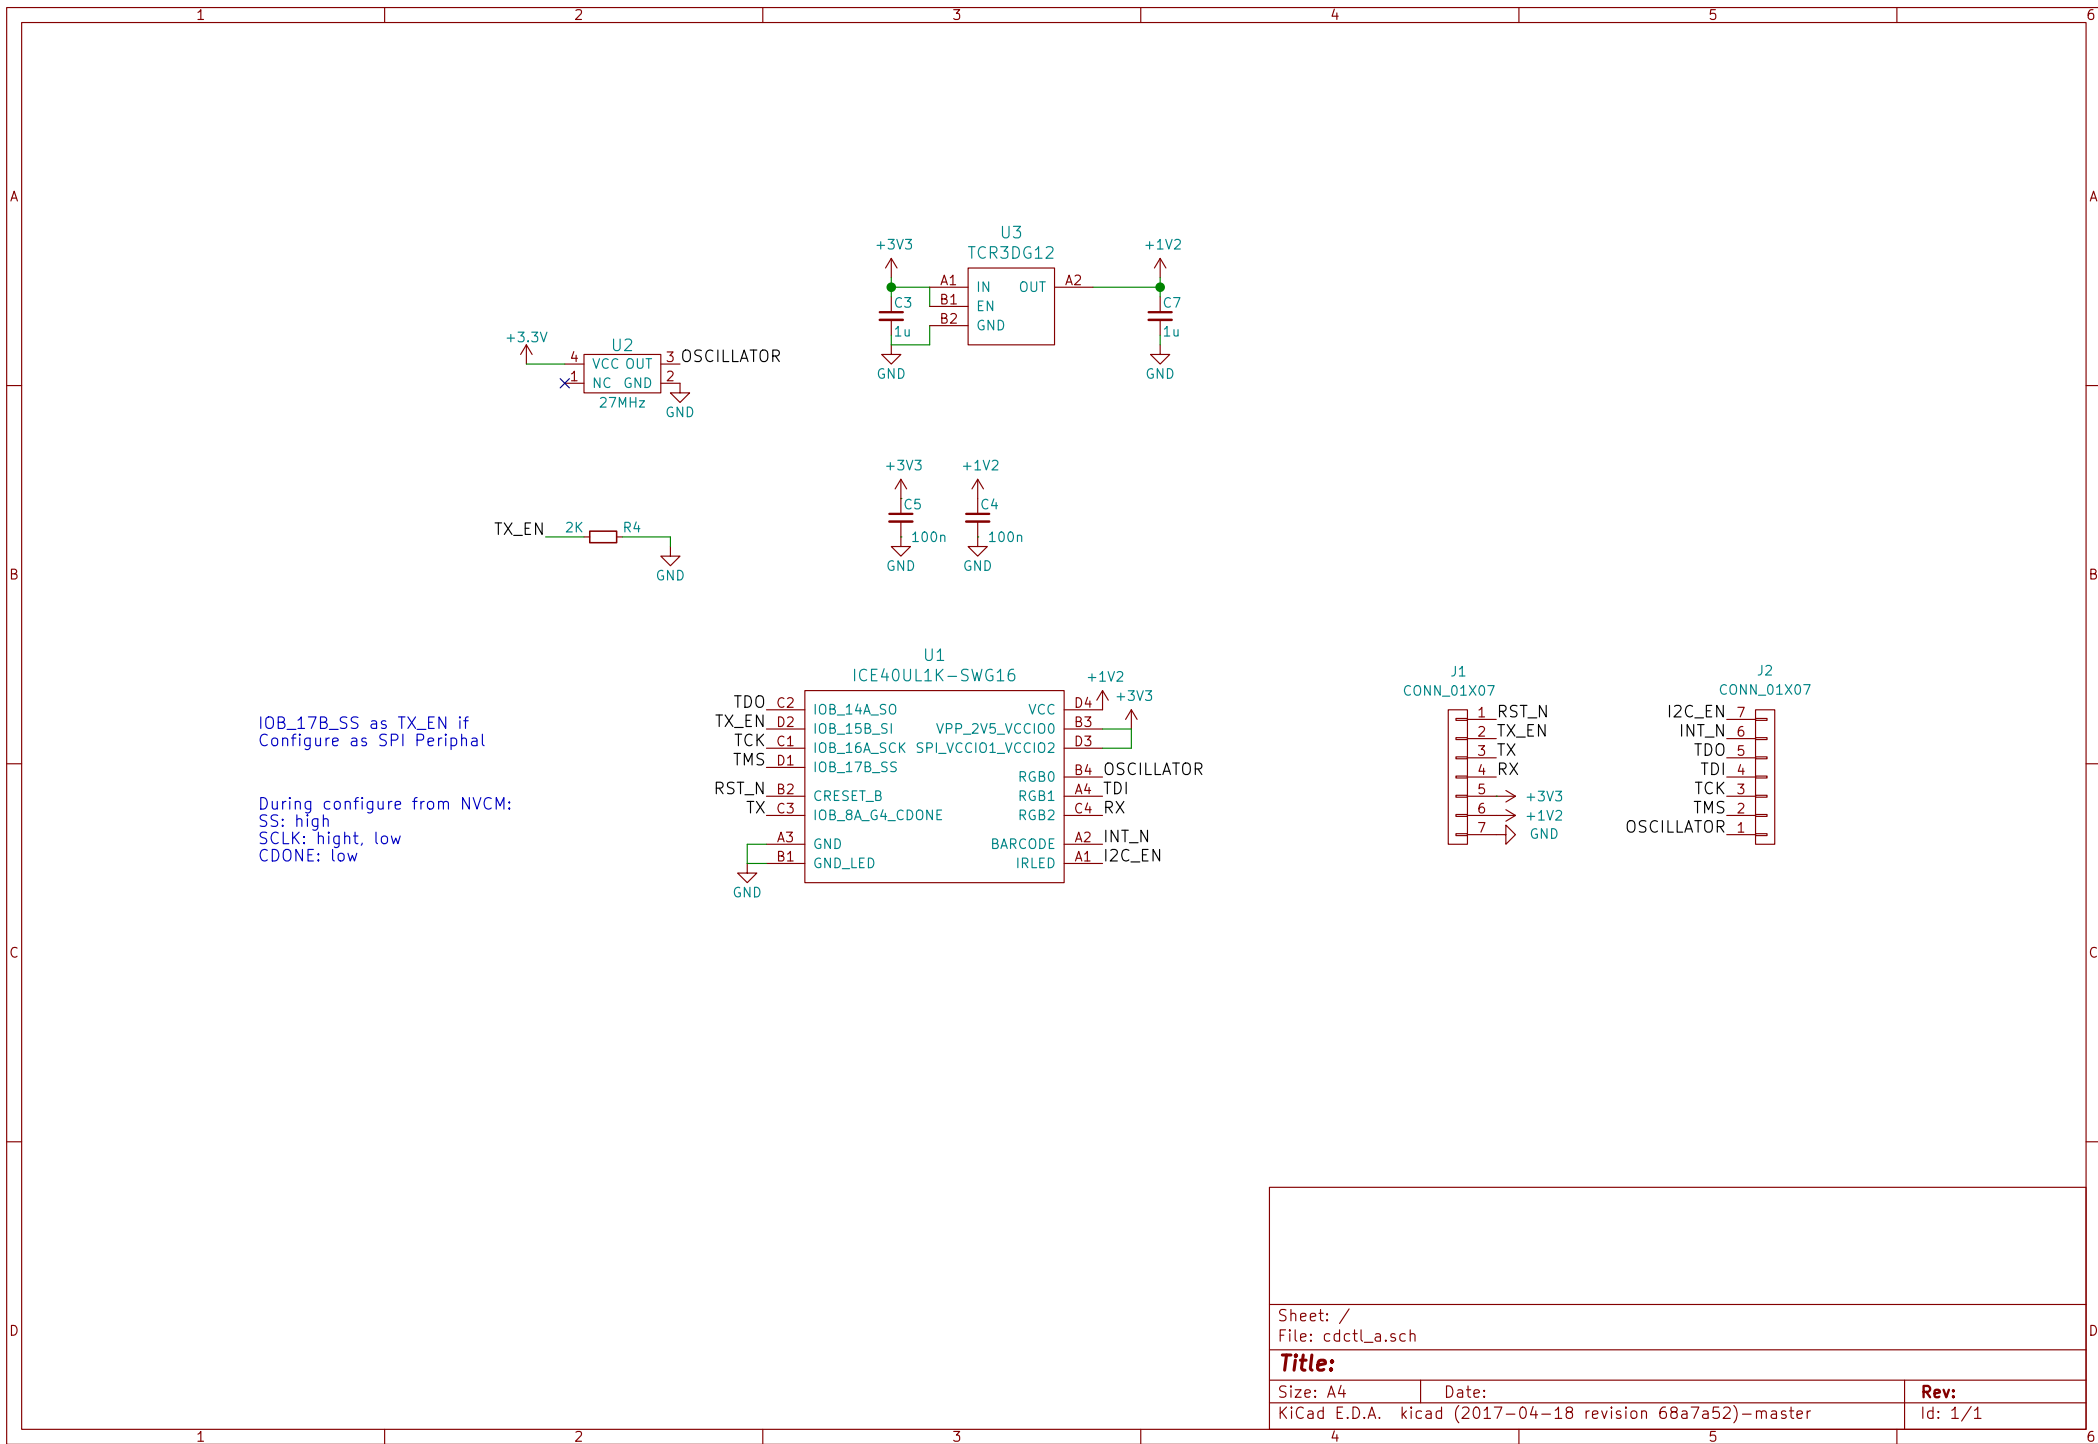 1 2 3 4 5 6
A A
U3
TCR3DG12
+3V3 +1V2
A1 IN OUT A2
B1 EN
B2 GND
C3
1u
C7
1u
GND GND
+3.3V
U2
4 VCC OUT 3 OSCILLATOR
1 NC GND 2
27MHz
GND
+3V3 +1V2
C5 C4
100n 100n
GND GND
TX_EN 2K R4
GND
B B
U1
ICE40UL1K-SWG16
+1V2
+3V3
TDO C2 IOB_14A_SO VCC D4
TX_EN D2 IOB_15B_SI VPP_2V5_VCCIO0 B3
TCK C1 IOB_16A_SCK SPI_VCCIO1_VCCIO2 D3
TMS D1 IOB_17B_SS
RGB0 B4 OSCILLATOR
RST_N B2 CRESET_B RGB1 A4 TDI
TX C3 IOB_8A_G4_CDONE RGB2 C4 RX
A3 GND BARCODE A2 INT_N
B1 GND_LED IRLED A1 I2C_EN
GND
IOB_17B_SS as TX_EN if
Configure as SPI Periphal
During configure from NVCM:
SS: high
SCLK: hight, low
CDONE: low
J1
CONN_01X07
1 RST_N
2 TX_EN
3 TX
4 RX
5 +3V3
6 +1V2
7 GND
J2
CONN_01X07
I2C_EN 7
INT_N 6
TDO 5
TDI 4
TCK 3
TMS 2
OSCILLATOR 1
C C
D D
Sheet: /
File: cdctl_a.sch
Title:
Size: A4 Date: Rev:
KiCad E.D.A. kicad (2017-04-18 revision 68a7a52)-master Id: 1/1
1 2 3 4 5 6